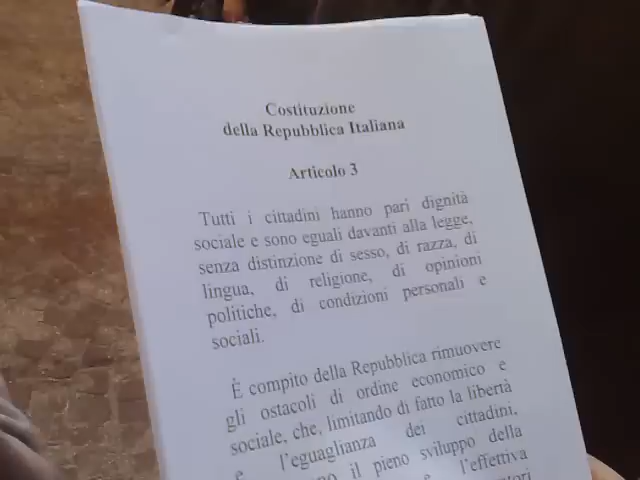 Costituzione
della Repubblica Italiana
Articolo 3
Tutti i cittadini hanno pari dignità
sociale e sono eguali davanti alla legge,
senza distinzione di sesso, di razza, di
lingua, di religione, di opinioni
politiche, di condizioni personali e
sociali.
È compito della Repubblica rimuovere
gli ostacoli di ordine economico e
sociale, che, limitando di fatto la libertà
e l'eguaglianza dei cittadini,
il pieno sviluppo della
e l'effettiva